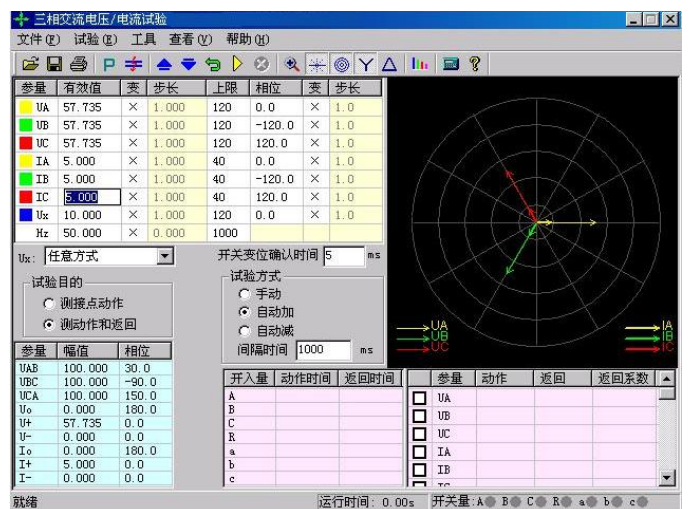 三相交流电压/电流试验
文件(F) 试验(E) 工具 查看(V) 帮助(H)
P
参量 有效值 变 步长 上限 相位 变 步长
UA 57.735 × 1.000 120 0.0 × 1.0
UB 57.735 × 1.000 120 -120.0 × 1.0
UC 57.735 × 1.000 120 120.0 × 1.0
IA 5.000 × 1.000 40 0.0 × 1.0
IB 5.000 × 1.000 40 -120.0 × 1.0
IC 5.000 × 1.000 40 120.0 × 1.0
Ux 10.000 × 1.000 120 0.0 × 1.0
Hz 50.000 × 0.000 1000
Ux: 任意方式
开关变位确认时间 5 ms
试验目的
测接点动作
测动作和返回
试验方式
手动
自动加
自动减
间隔时间 1000 ms
UA
UB
UC
IA
IB
IC
参量 幅值 相位
UAB 100.000 30.0
UBC 100.000 -90.0
UCA 100.000 150.0
Uo 0.000 180.0
U+ 57.735 0.0
U- 0.000 0.0
Io 0.000 180.0
I+ 5.000 0.0
I- 0.000 0.0
开入量 动作时间 返回时间
A
B
C
R
a
b
c
参量 动作 返回 返回系数
UA
UB
UC
IA
IB
就绪 运行时间: 0.00s 开关量:A B C R a b c